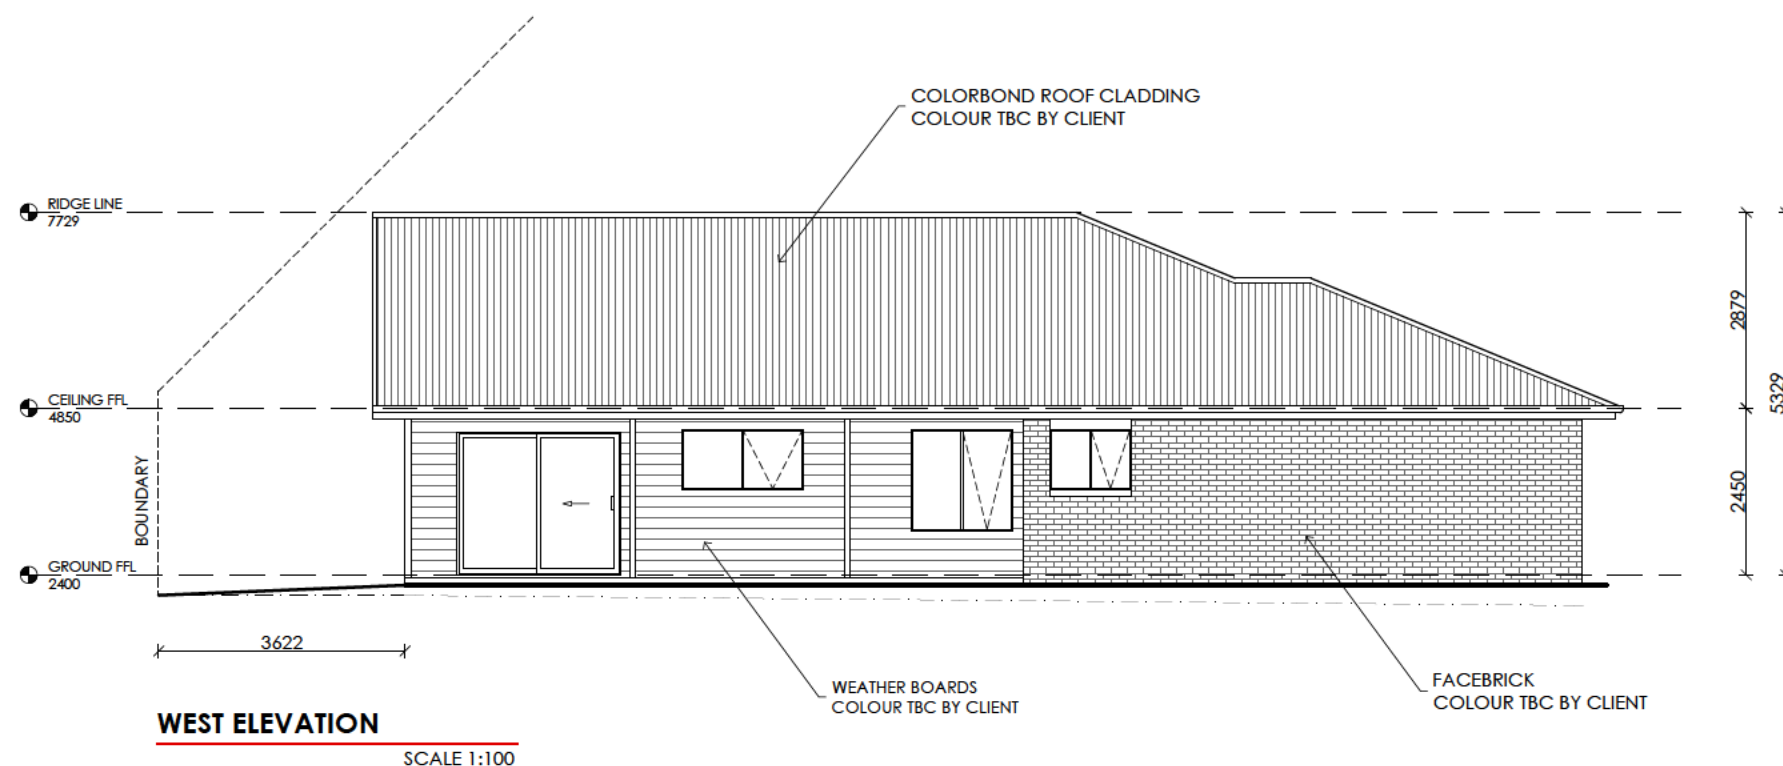 COLORBOND ROOF CLADDING
COLOUR TBC BY CLIENT
RIDGE LINE
7729
2879
CEILING FFL
4850
5329
BOUNDARY
2450
GROUND FFL
2400
3622
WEATHER BOARDS
COLOUR TBC BY CLIENT
FACEBRICK
COLOUR TBC BY CLIENT
WEST ELEVATION
SCALE 1:100